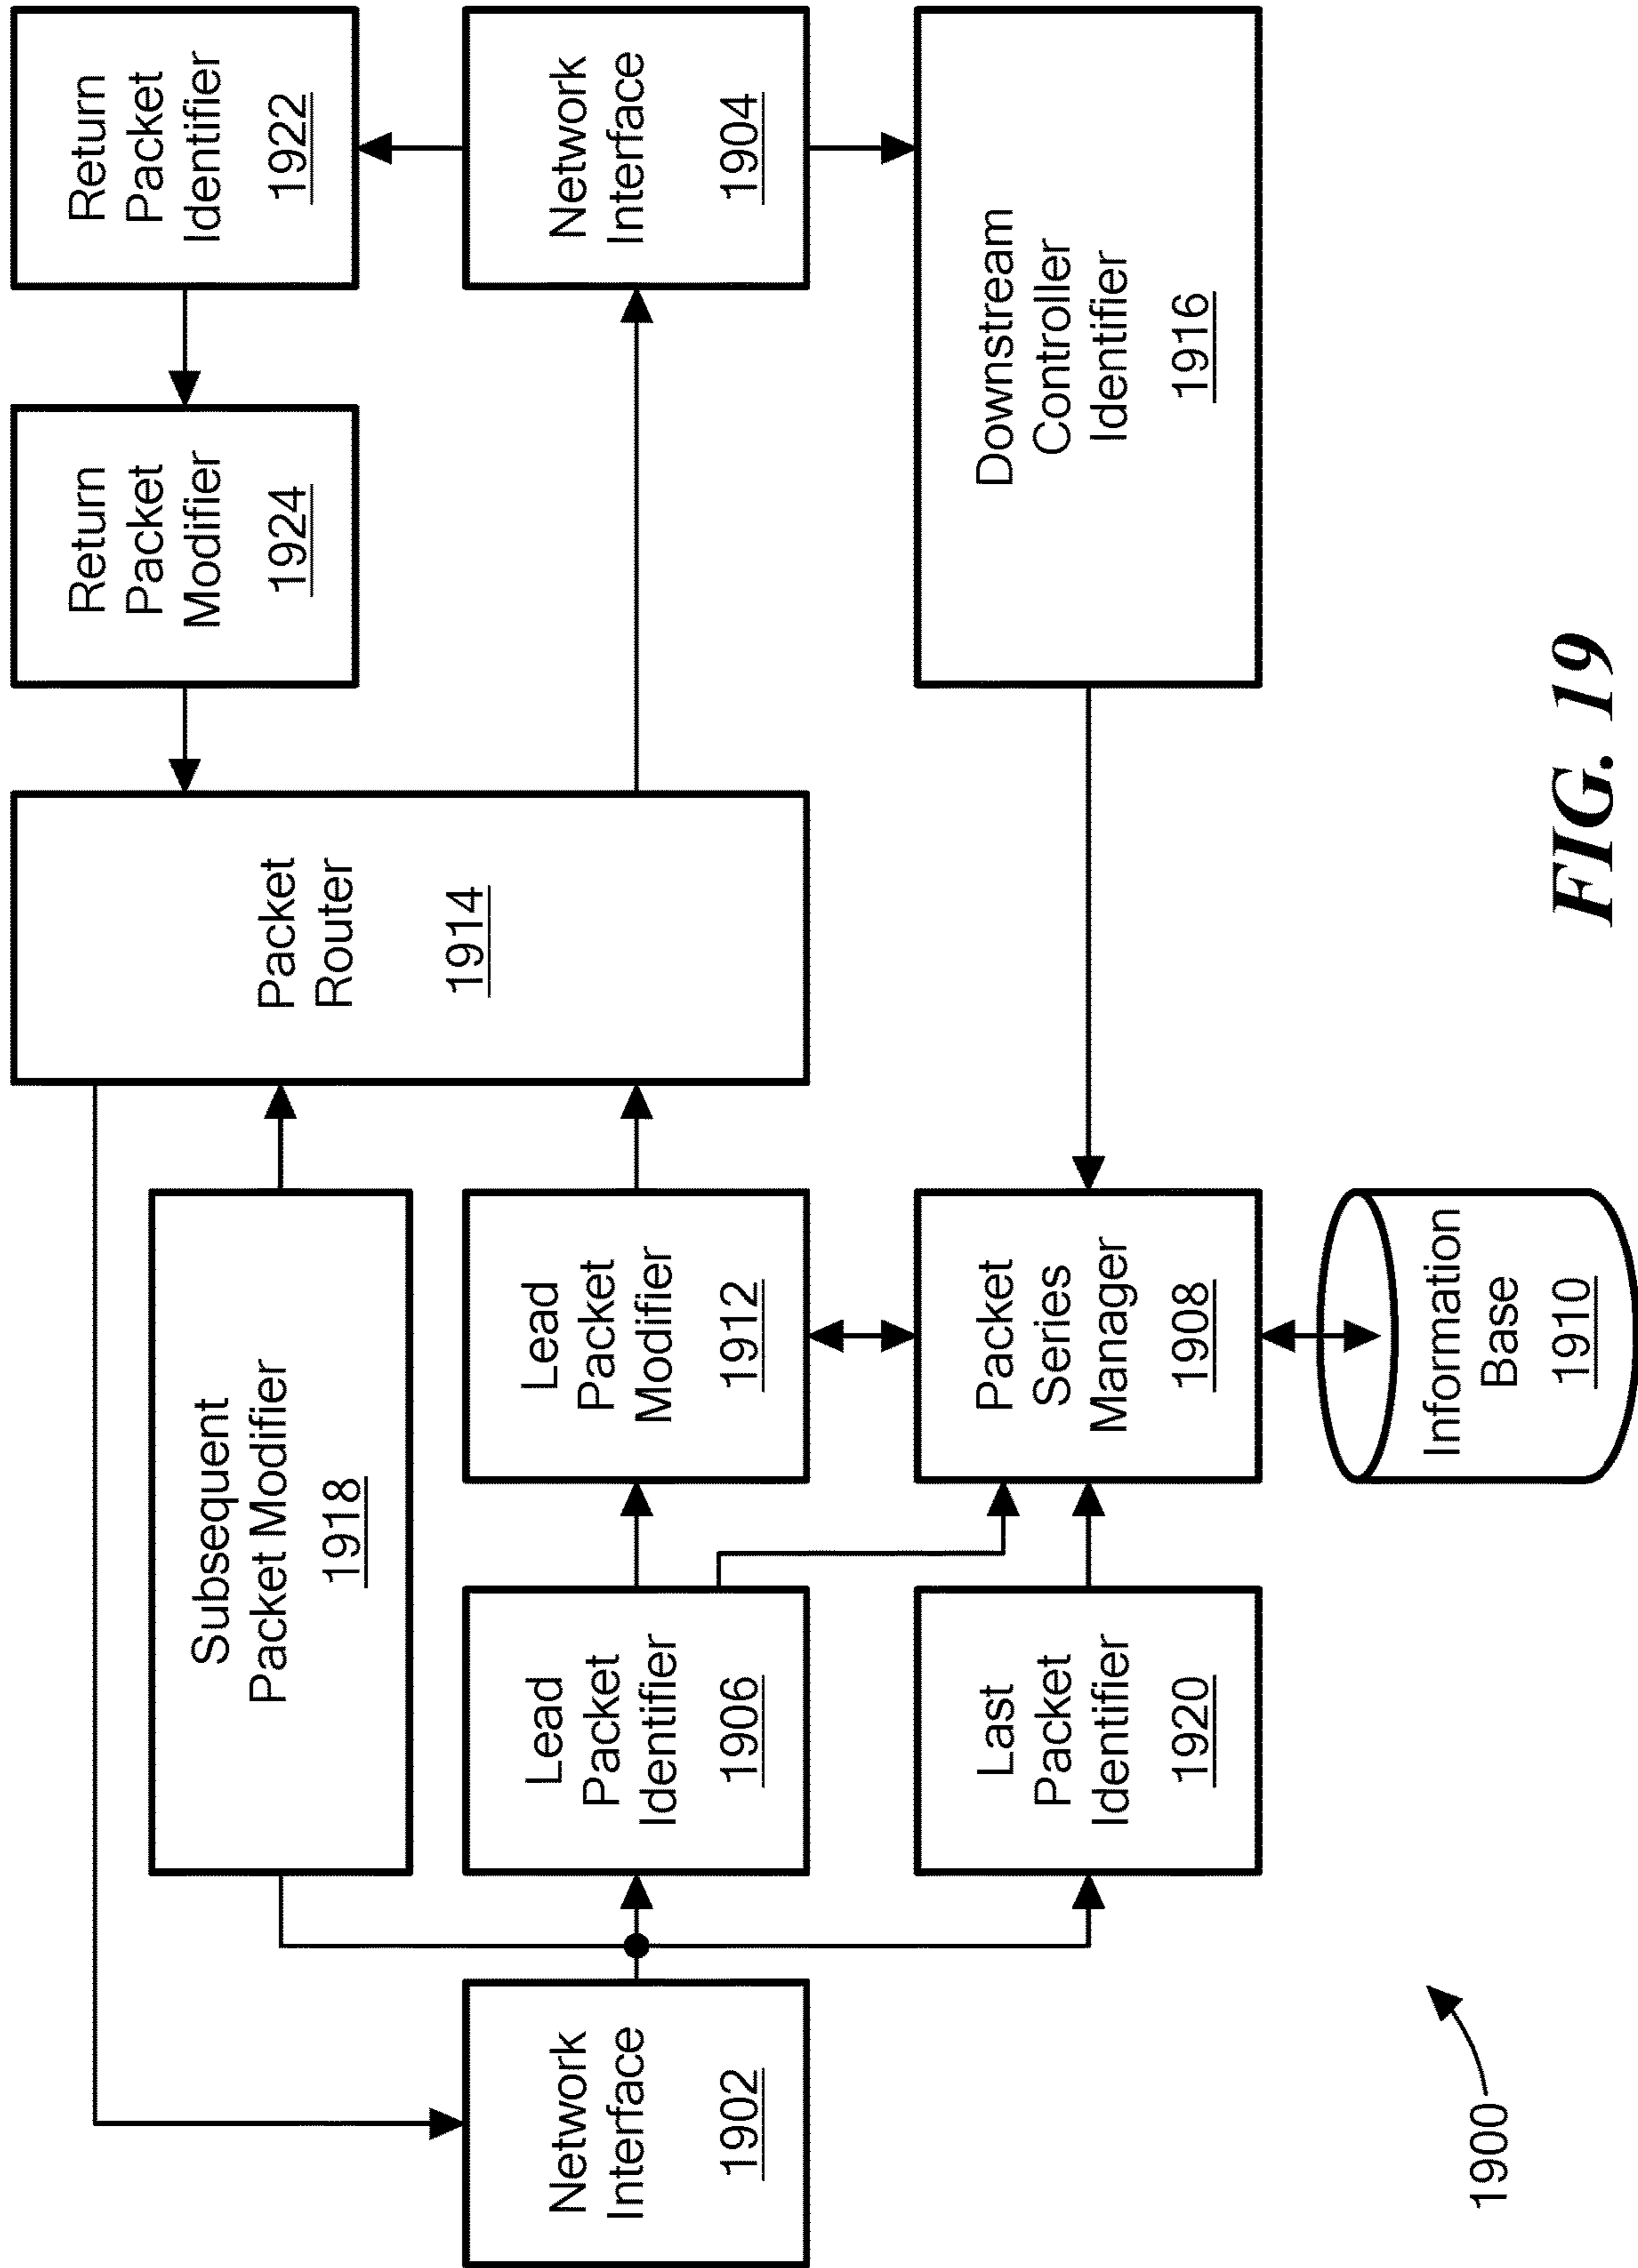 Return
Packet
Identifier
1922
Return
Packet
Modifier
1924
Network
Interface
1904
Packet
Router
1914
Downstream
Controller
Identifier
1916
Subsequent
Packet Modifier
1918
Lead
Packet
Modifier
1912
Packet
Series
Manager
1908
Information
Base
1910
Lead
Packet
Identifier
1906
Last
Packet
Identifier
1920
Network
Interface
1902
1900
FIG. 19